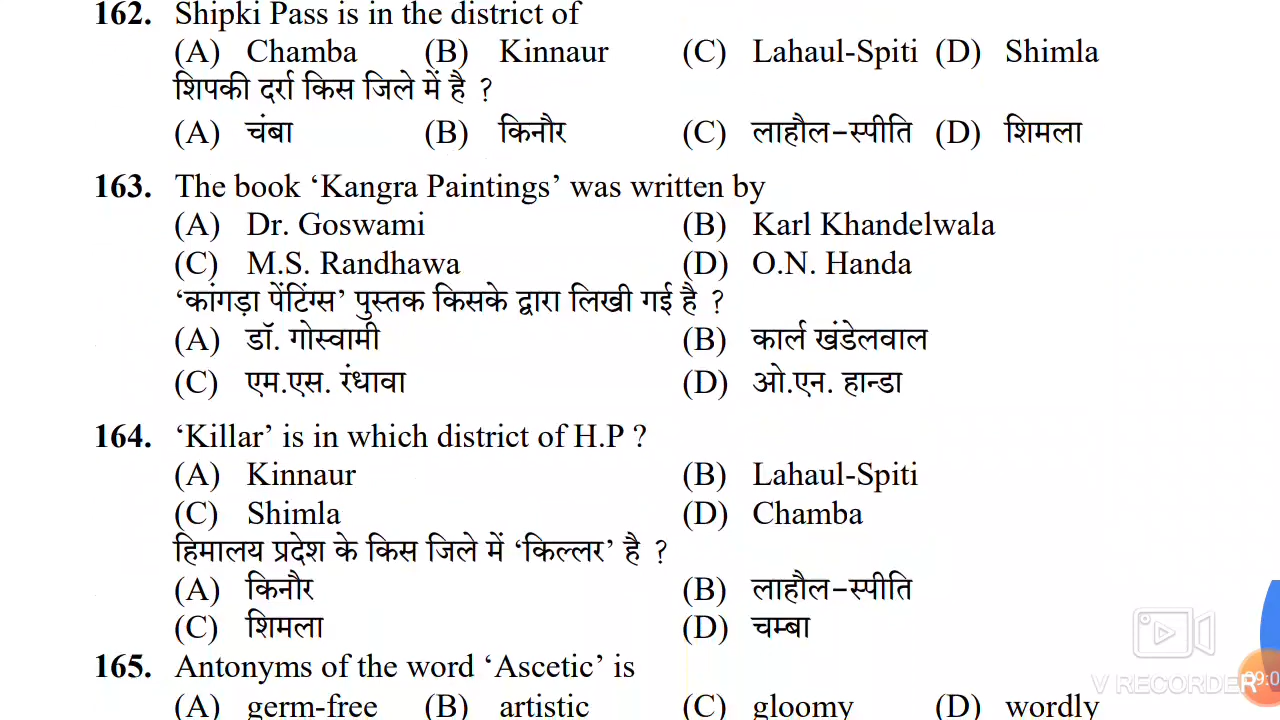 162. Shipki Pass is in the district of
(A) Chamba (B) Kinnaur (C) Lahaul-Spiti (D) Shimla
शिपकी दर्रा किस जिले में है ?
(A) चंबा (B) किनौर (C) लाहौल-स्पीति (D) शिमला
163. The book ‘Kangra Paintings’ was written by
(A) Dr. Goswami (B) Karl Khandelwala
(C) M.S. Randhawa (D) O.N. Handa
‘कांगड़ा पेंटिंग्स’ पुस्तक किसके द्वारा लिखी गई है ?
(A) डॉ. गोस्वामी (B) कार्ल खंडेलवाल
(C) एम.एस. रंधावा (D) ओ.एन. हान्डा
164. ‘Killar’ is in which district of H.P ?
(A) Kinnaur (B) Lahaul-Spiti
(C) Shimla (D) Chamba
हिमालय प्रदेश के किस जिले में ‘किल्लर’ है ?
(A) किनौर (B) लाहौल-स्पीति
(C) शिमला (D) चम्बा
165. Antonyms of the word ‘Ascetic’ is
(A) germ-free (B) artistic (C) gloomy (D) wordly
V RECORDER